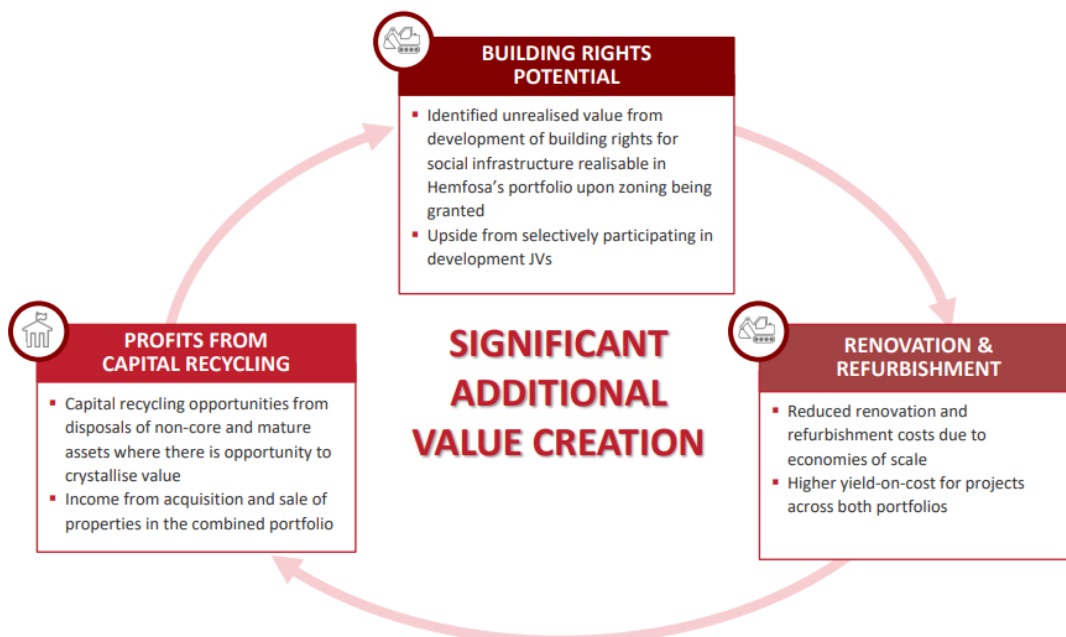 BUILDING RIGHTS
POTENTIAL
▪ Identified unrealised value from
development of building rights for
social infrastructure realisable in
Hemfosa’s portfolio upon zoning being
granted
▪ Upside from selectively participating in
development JVs
PROFITS FROM
CAPITAL RECYCLING
▪ Capital recycling opportunities from
disposals of non-core and mature
assets where there is opportunity to
crystallise value
▪ Income from acquisition and sale of
properties in the combined portfolio
SIGNIFICANT
ADDITIONAL
VALUE CREATION
RENOVATION &
REFURBISHMENT
▪ Reduced renovation and
refurbishment costs due to
economies of scale
▪ Higher yield-on-cost for projects
across both portfolios